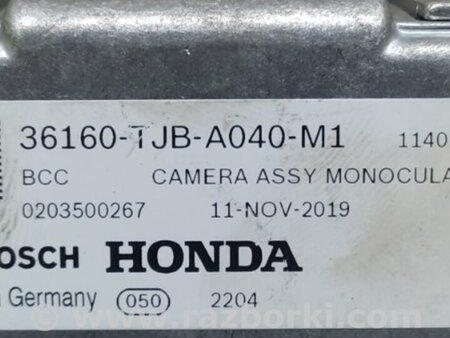 36160-TJB-A040-M1 1140
BCC CAMERA ASSY MONOCULA
0203500267 11-NOV-2019
OSCH HONDA
n Germany 050 2204
www.razborki.com